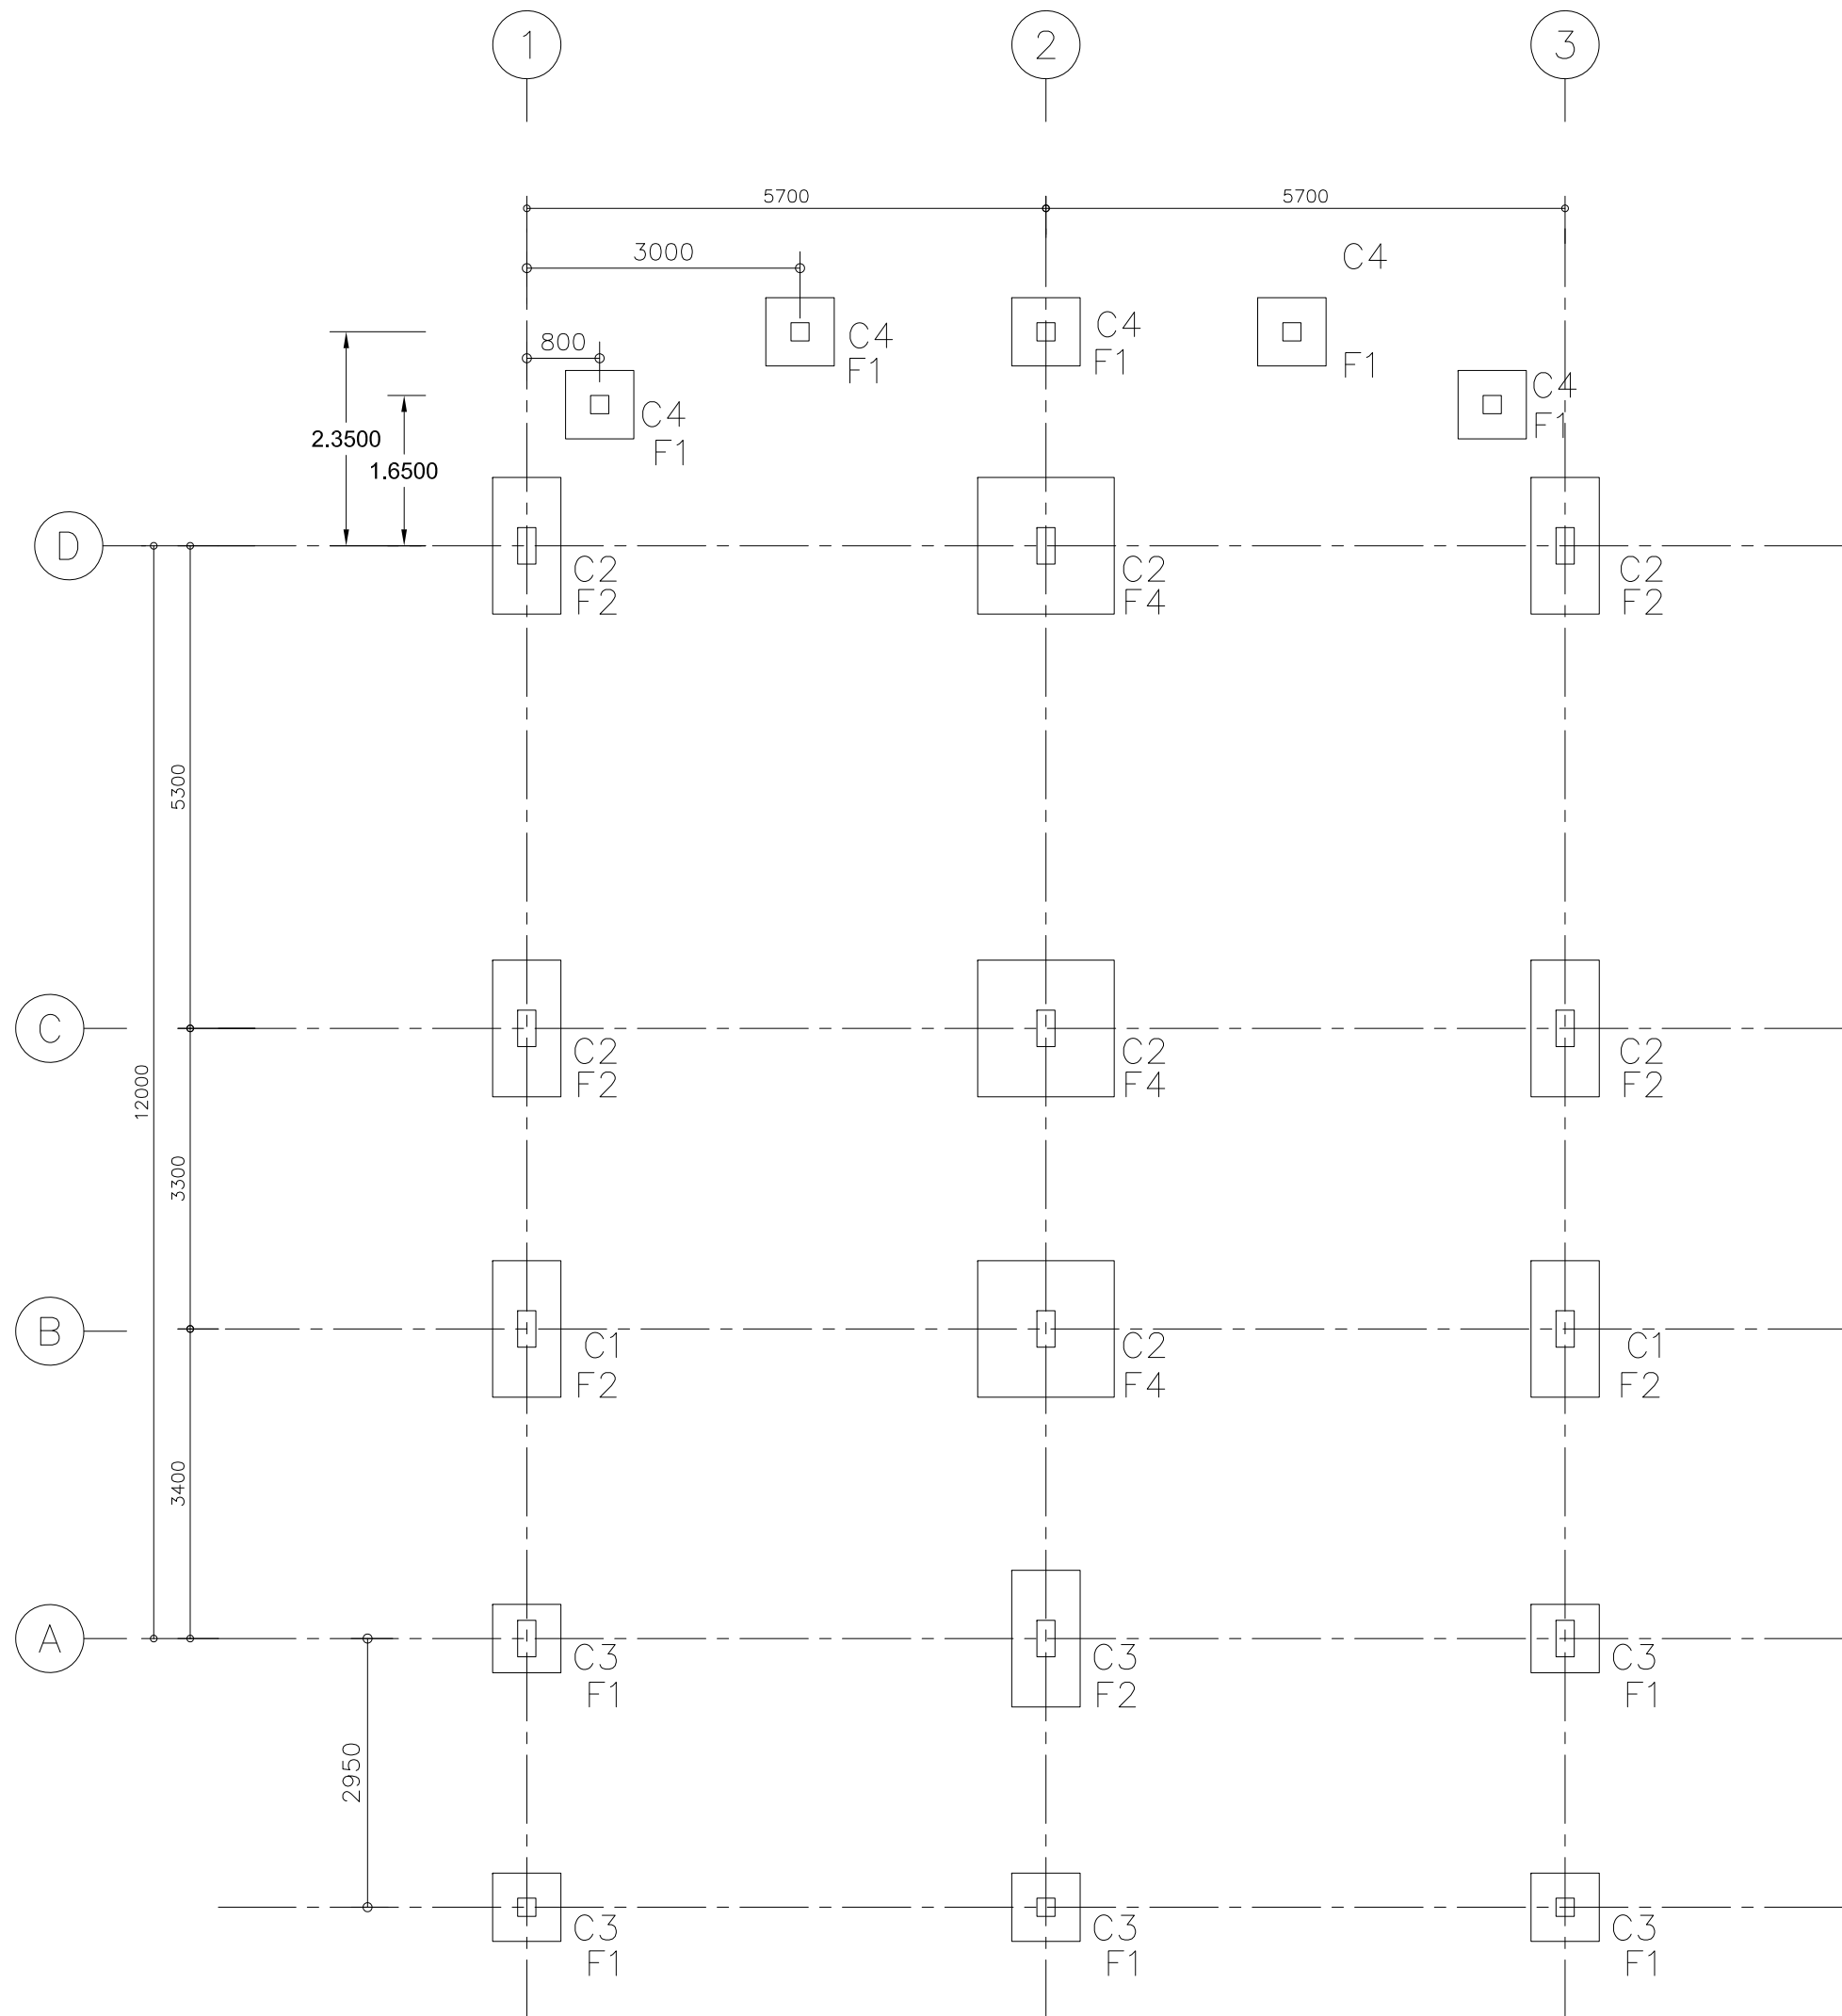 1 2 3
5700 5700
3000 C4
C4 C4
800 F1 F1 F1
C4 C4
F1 F1
2.3500
1.6500
D
C2 C2 C2
F2 F4 F2
5300
C
C2 C2 C2
F2 F4 F2
12000
3300
B
C1 C2 C1
F2 F4 F2
3400
A
C3 C3 C3
F1 F2 F1
2950
C3 C3 C3
F1 F1 F1